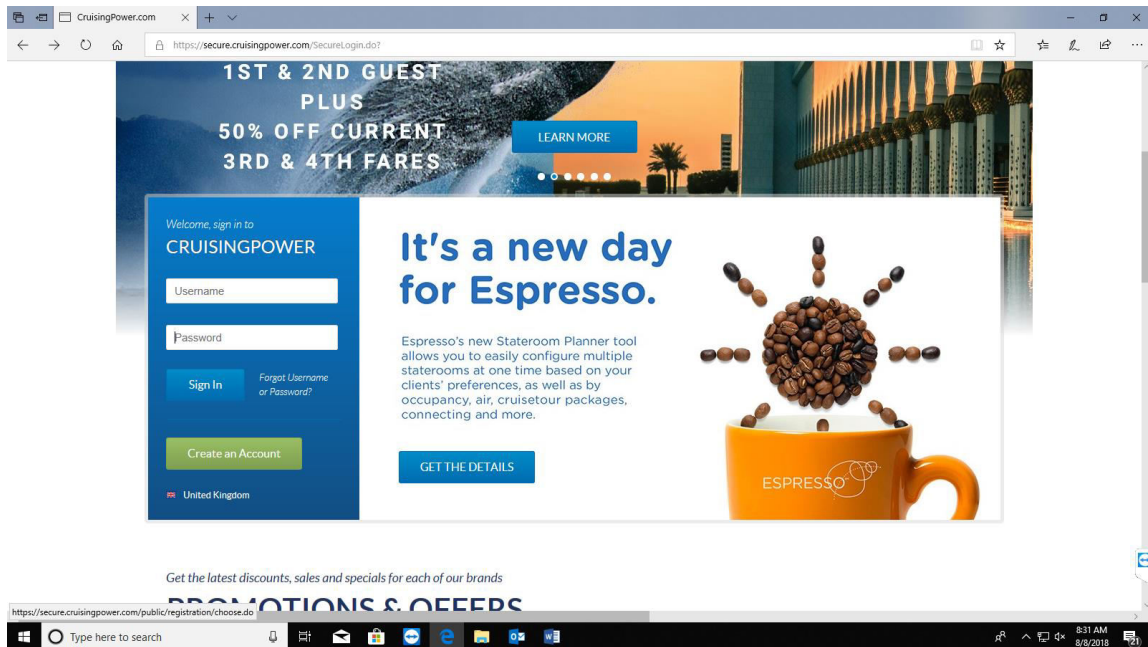 CruisingPower.com
https://secure.cruisingpower.com/SecureLogin.do?
1ST & 2ND GUEST
PLUS
50% OFF CURRENT
3RD & 4TH FARES
LEARN MORE
Welcome, sign in to
CRUISINGPOWER
Username
Password
Sign In
Forgot Username
or Password?
Create an Account
United Kingdom
It's a new day
for Espresso.
Espresso's new Stateroom Planner tool
allows you to easily configure multiple
staterooms at one time based on your
clients' preferences, as well as by
occupancy, air, cruisetour packages,
connecting and more.
GET THE DETAILS
ESPRESSO
Get the latest discounts, sales and specials for each of our brands
PROMOTIONS & OFFERS
https://secure.cruisingpower.com/public/registration/choose.do
Type here to search
8:31 AM
8/8/2018
21